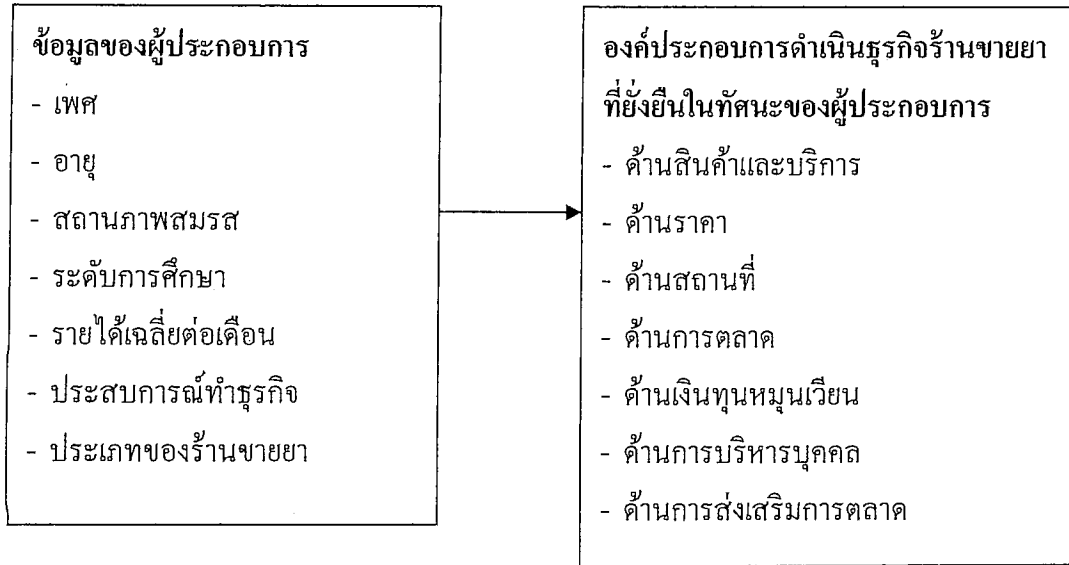 ข้อมูลของผู้ประกอบการ
- เพศ
- อายุ
- สถานภาพสมรส
- ระดับการศึกษา
- รายได้เฉลี่ยต่อเดือน
- ประสบการณ์ทำธุรกิจ
- ประเภทของร้านขายยา
องค์ประกอบการดำเนินธุรกิจร้านขายยา
ที่ยั่งยืนในทัศนะของผู้ประกอบการ
- ด้านสินค้าและบริการ
- ด้านราคา
- ด้านสถานที่
- ด้านการตลาด
- ด้านเงินทุนหมุนเวียน
- ด้านการบริหารบุคคล
- ด้านการส่งเสริมการตลาด